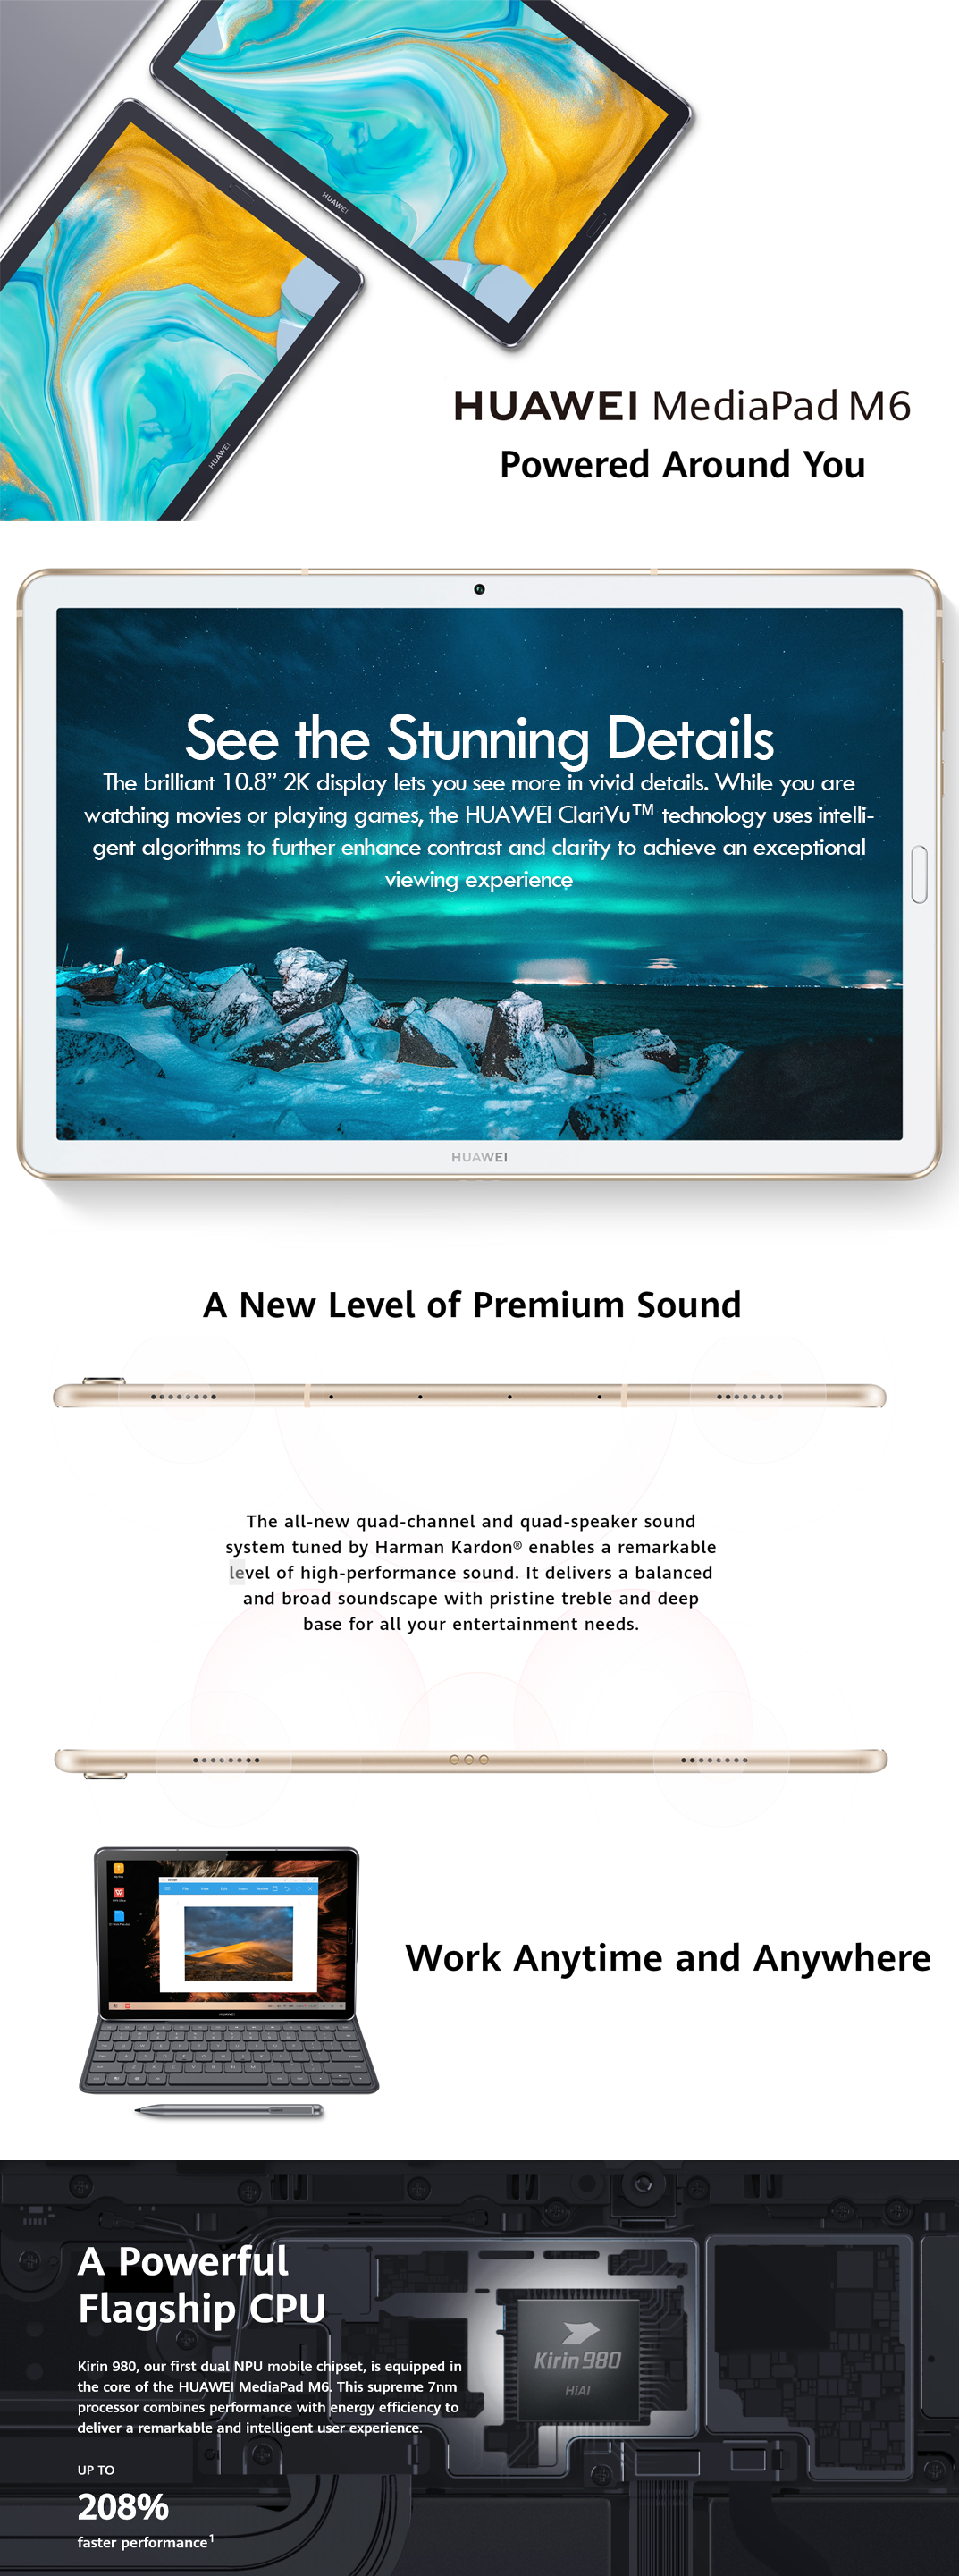 HUAWEI
HUAWEI
HUAWEI MediaPad M6
Powered Around You
See the Stunning Details
The brilliant 10.8” 2K display lets you see more in vivid details. While you are
watching movies or playing games, the HUAWEI ClariVu™ technology uses intelli-
gent algorithms to further enhance contrast and clarity to achieve an exceptional
viewing experience
HUAWEI
A New Level of Premium Sound
The all-new quad-channel and quad-speaker sound
system tuned by Harman Kardon® enables a remarkable
level of high-performance sound. It delivers a balanced
and broad soundscape with pristine treble and deep
base for all your entertainment needs.
HUAWEI
Work Anytime and Anywhere
A Powerful
Flagship CPU
Kirin 980
HiAI
Kirin 980, our first dual NPU mobile chipset, is equipped in
the core of the HUAWEI MediaPad M6. This supreme 7nm
processor combines performance with energy efficiency to
deliver a remarkable and intelligent user experience.
UP TO
208%
faster performance¹